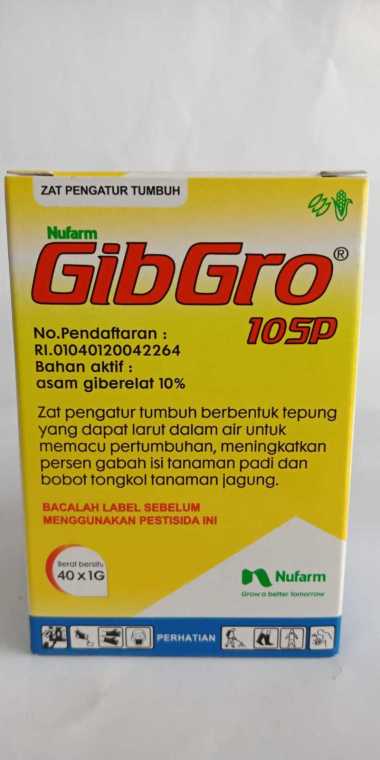 ZAT PENGATUR TUMBUH
Nufarm
GibGro®
10SP
No.Pendaftaran :
RI.01040120042264
Bahan aktif :
asam giberelat 10%
Zat pengatur tumbuh berbentuk tepung
yang dapat larut dalam air untuk
memacu pertumbuhan, meningkatkan
persen gabah isi tanaman padi dan
bobot tongkol tanaman jagung.
BACALAH LABEL SEBELUM
MENGGUNAKAN PESTISIDA INI
Berat bersih
40 x 1G
Nufarm
Grow a better tomorrow
PERHATIAN